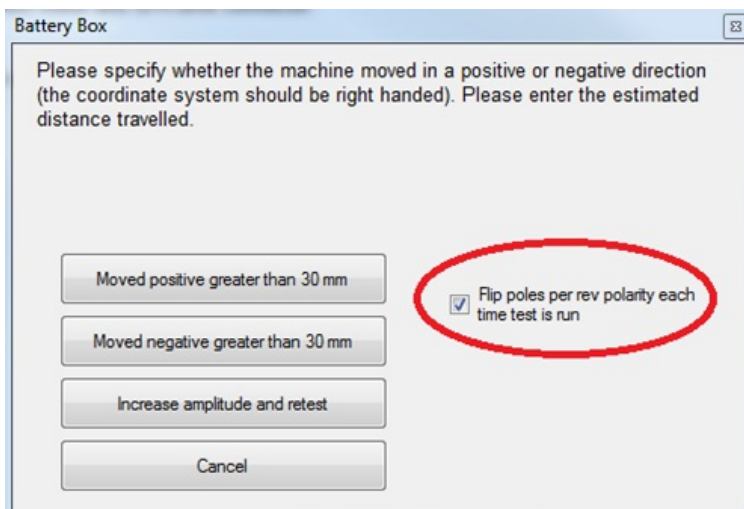 Battery Box
Please specify whether the machine moved in a positive or negative direction
(the coordinate system should be right handed). Please enter the estimated
distance travelled.
Moved positive greater than 30 mm
Flip poles per rev polarity each
time test is run
Moved negative greater than 30 mm
Increase amplitude and retest
Cancel